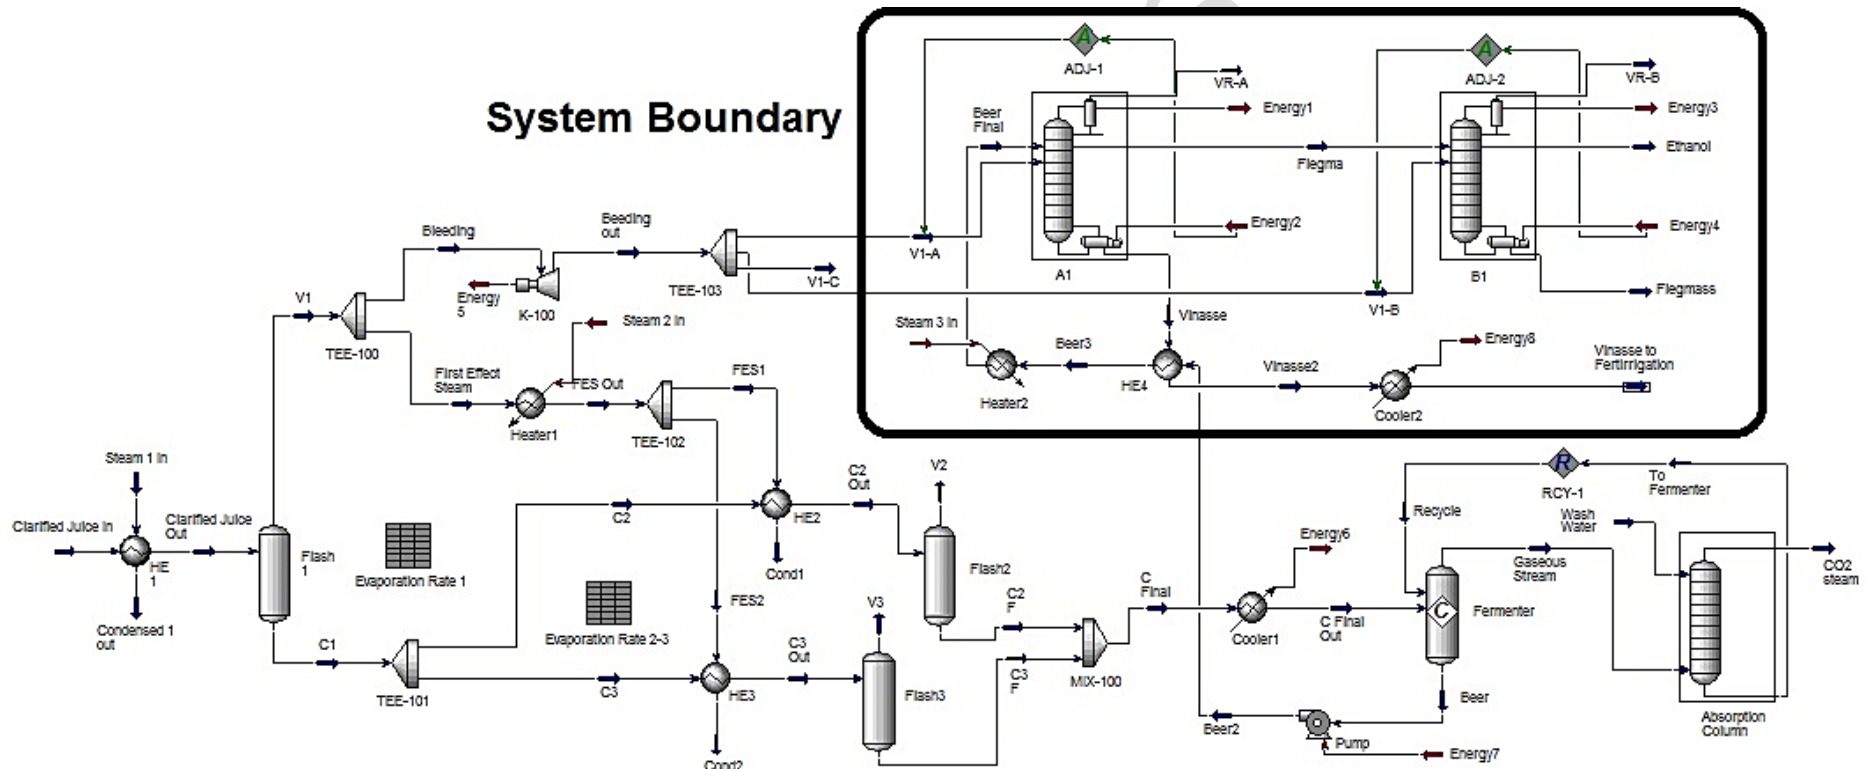 System Boundary
ADJ-1
VR-A
Energy1
Beer
Final
Flegma
Energy2
A1
ADJ-2
VR-B
Energy3
Ethanol
Energy4
B1
Flegmass
V1-A
V1-C
V1-B
Vinasse
Steam 3 In
Beer3
Heater2
HE4
Vinasse2
Energy8
Cooler2
Vinasse to
Fertirrigation
Bleeding
Beeding
out
V1
Energy
5
K-100
TEE-103
TEE-100
Steam 2 In
First Effect
Steam
FES Out
FES1
Heater1
TEE-102
Steam 1 In
Clarified Juice In
Clarified Juice
Out
HE
1
Flash
1
Condensed 1
out
Evaporation Rate 1
C2
HE2
C2
Out
V2
Cond1
Flash2
Evaporation Rate 2-3
FES2
C1
TEE-101
C3
HE3
C3
Out
V3
Flash3
Cond2
C2
F
C3
F
MIX-100
C
Final
Energy6
Cooler1
C Final
Out
Recycle
RCY-1
To
Fermenter
Wash
Water
Gaseous
Stream
C
Fermenter
CO2
steam
Absorption
Column
Beer
Beer2
Pump
Energy7
A
A
R